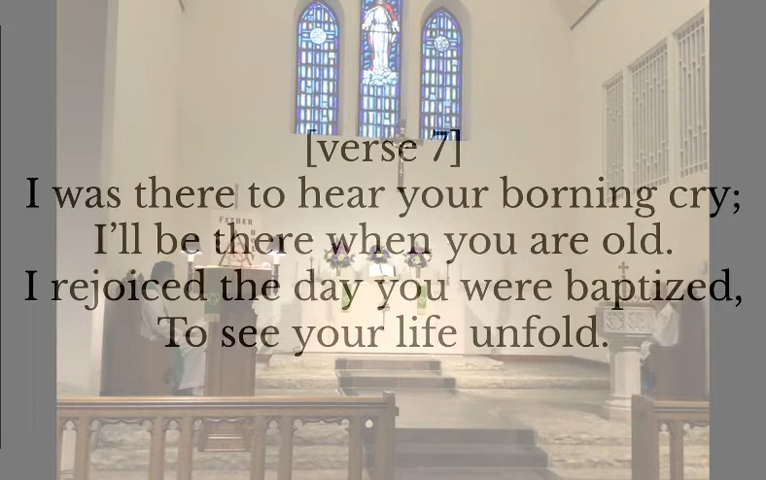 [verse 7]
I was there to hear your borning cry;
I'll be there when you are old.
I rejoiced the day you were baptized,
To see your life unfold.
FATHER